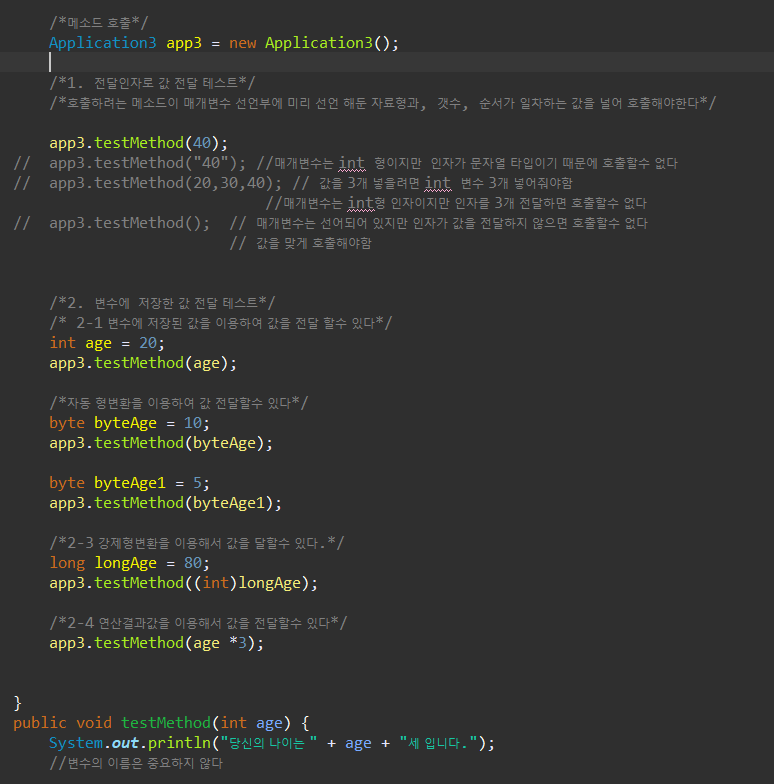 /*메소드 호출*/
Application3 app3 = new Application3();
/*1. 전달인자로 값 전달 테스트*/
/*호출하려는 메소드이 매개변수 선언부에 미리 선언 해둔 자료형과, 갯수, 순서가 일차하는 값을 널어 호출해야한다*/
app3.testMethod(40);
// app3.testMethod("40"); //매개변수는 int 형이지만 인자가 문자열 타입이기 때문에 호출할수 없다
// app3.testMethod(20,30,40); // 값을 3개 넣을려면 int 변수 3개 넣어줘야함
//매개변수는 int형 인자이지만 인자를 3개 전달하면 호출할수 없다
// app3.testMethod(); // 매개변수는 선어되어 있지만 인자가 값을 전달하지 않으면 호출할수 없다
// 값을 맞게 호출해야함
/*2. 변수에 저장한 값 전달 테스트*/
/* 2-1 변수에 저장된 값을 이용하여 값을 전달 할수 있다*/
int age = 20;
app3.testMethod(age);
/*자동 형변환을 이용하여 값 전달할수 있다*/
byte byteAge = 10;
app3.testMethod(byteAge);
byte byteAge1 = 5;
app3.testMethod(byteAge1);
/*2-3 강제형변환을 이용해서 값을 달할수 있다.*/
long longAge = 80;
app3.testMethod((int)longAge);
/*2-4 연산결과값을 이용해서 값을 전달할수 있다*/
app3.testMethod(age *3);
}
public void testMethod(int age) {
System.out.println("당신의 나이는 " + age + "세 입니다.");
//변수의 이름은 중요하지 않다